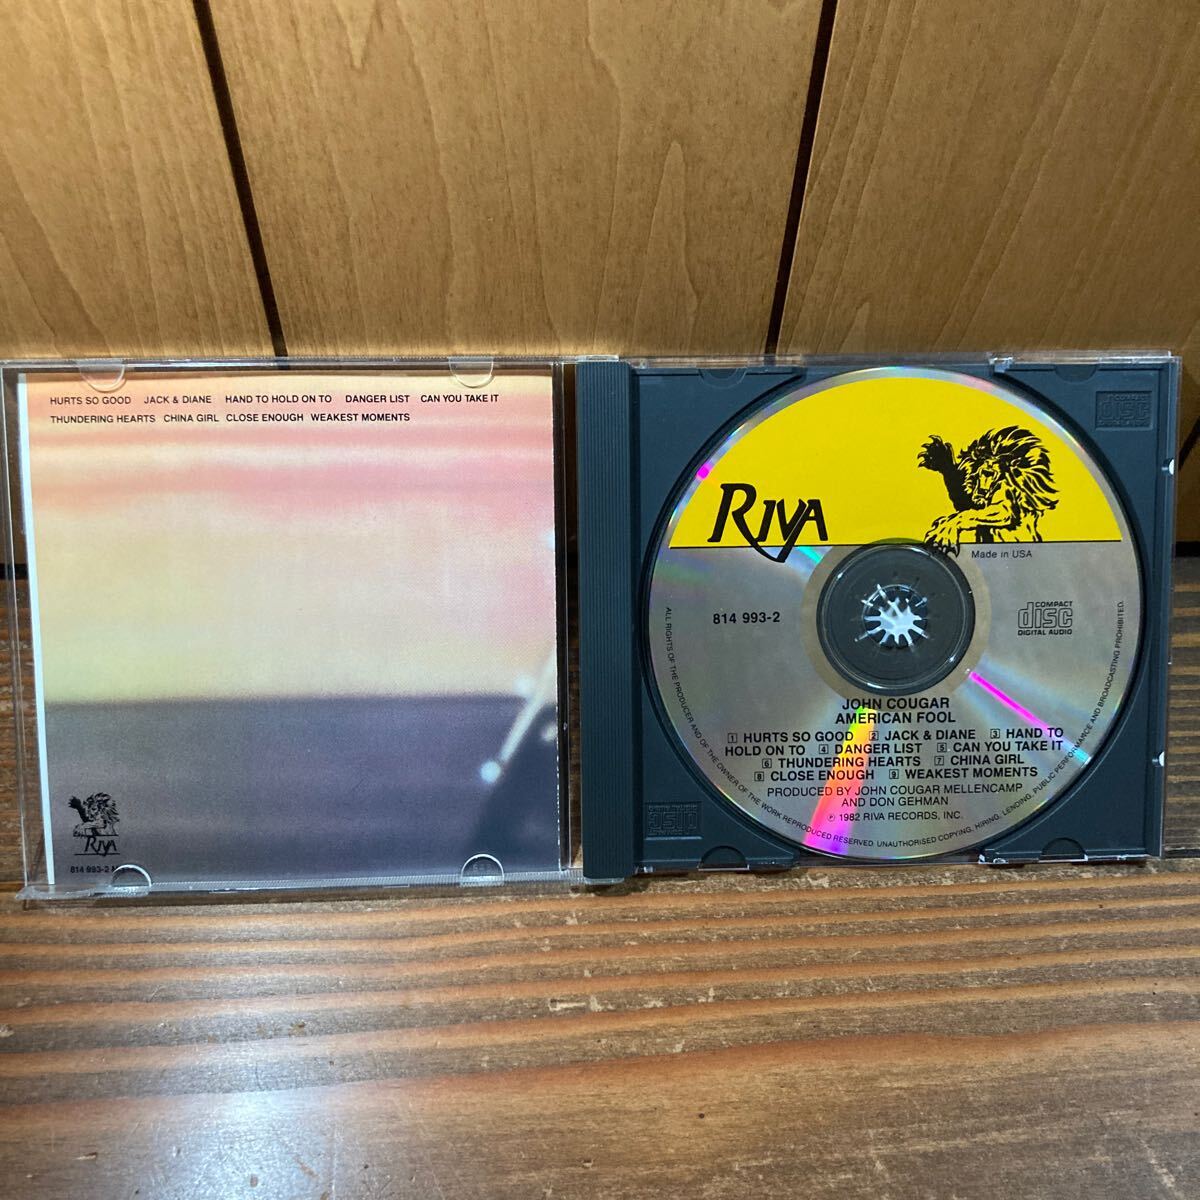 HURTS SO GOOD JACK & DIANE HAND TO HOLD ON TO DANGER LIST CAN YOU TAKE IT
THUNDERING HEARTS CHINA GIRL CLOSE ENOUGH WEAKEST MOMENTS
RIVA
814 993-2
RIVA
Made in USA
814 993-2
COMPACT
disc
DIGITAL AUDIO
JOHN COUGAR
AMERICAN FOOL
1 HURTS SO GOOD 2 JACK & DIANE 3 HAND TO
HOLD ON TO 4 DANGER LIST 5 CAN YOU TAKE IT
6 THUNDERING HEARTS 7 CHINA GIRL
8 CLOSE ENOUGH 9 WEAKEST MOMENTS
PRODUCED BY JOHN COUGAR MELLENCAMP
AND DON GEHMAN
℗ 1982 RIVA RECORDS, INC.
ALL RIGHTS OF THE PRODUCER AND OF THE OWNER OF THE WORK REPRODUCED RESERVED. UNAUTHORISED COPYING, HIRING, LENDING, PUBLIC PERFORMANCE AND BROADCASTING PROHIBITED.
COMPACT
disc
disc